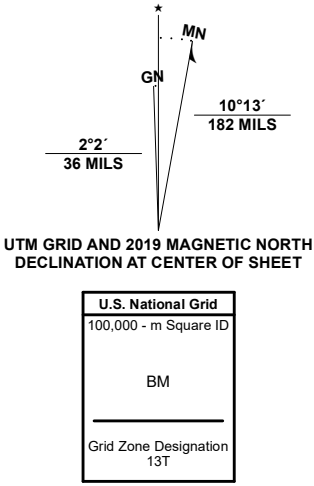 ★
MN
GN
10°13´
182 MILS
2°2´
36 MILS
UTM GRID AND 2019 MAGNETIC NORTH
DECLINATION AT CENTER OF SHEET
U.S. National Grid
100,000 - m Square ID
BM
Grid Zone Designation
13T